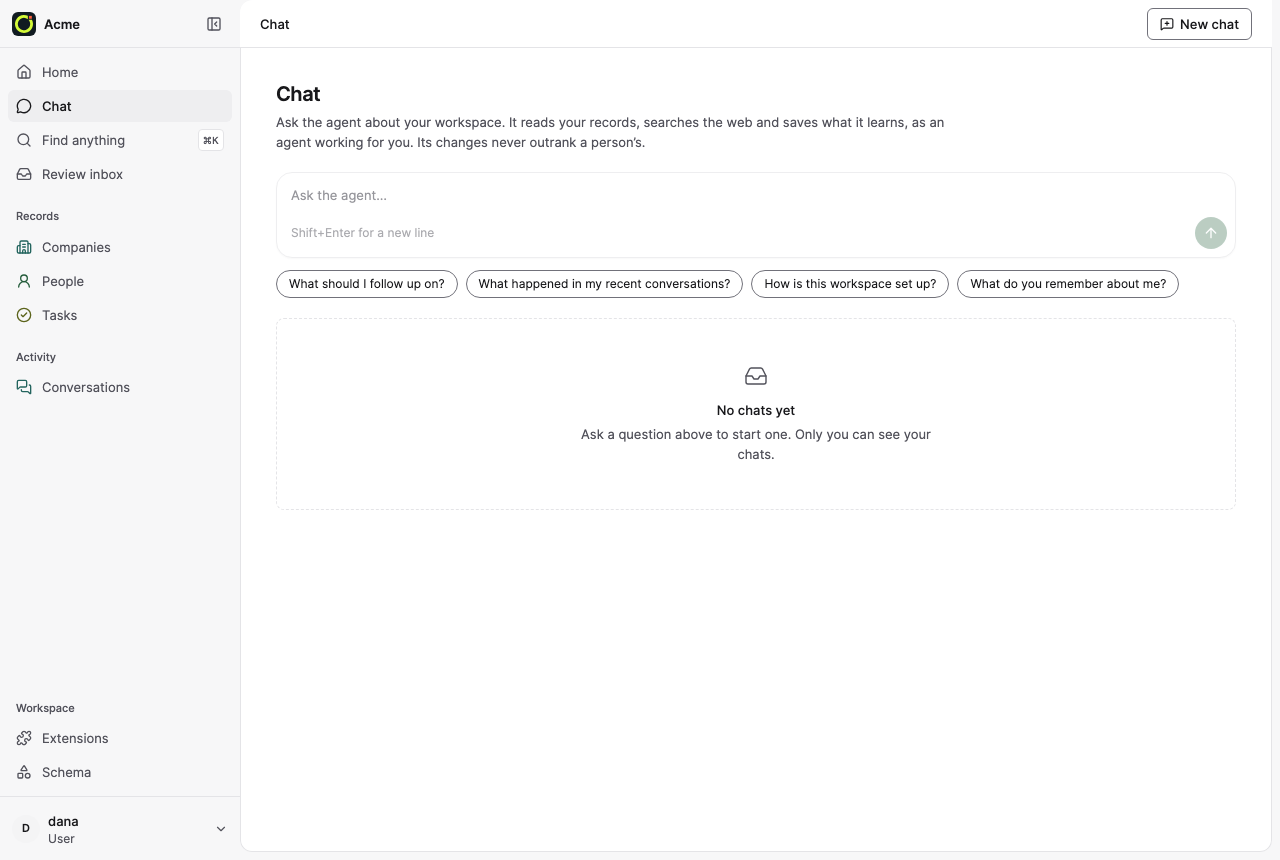 Acme
Chat
New chat
Home
Chat
Find anything
⌘K
Review inbox
Records
Companies
People
Tasks
Activity
Conversations
Workspace
Extensions
Schema
D
dana
User
Chat
Ask the agent about your workspace. It reads your records, searches the web and saves what it learns, as an
agent working for you. Its changes never outrank a person’s.
Ask the agent...
Shift+Enter for a new line
What should I follow up on?
What happened in my recent conversations?
How is this workspace set up?
What do you remember about me?
No chats yet
Ask a question above to start one. Only you can see your
chats.